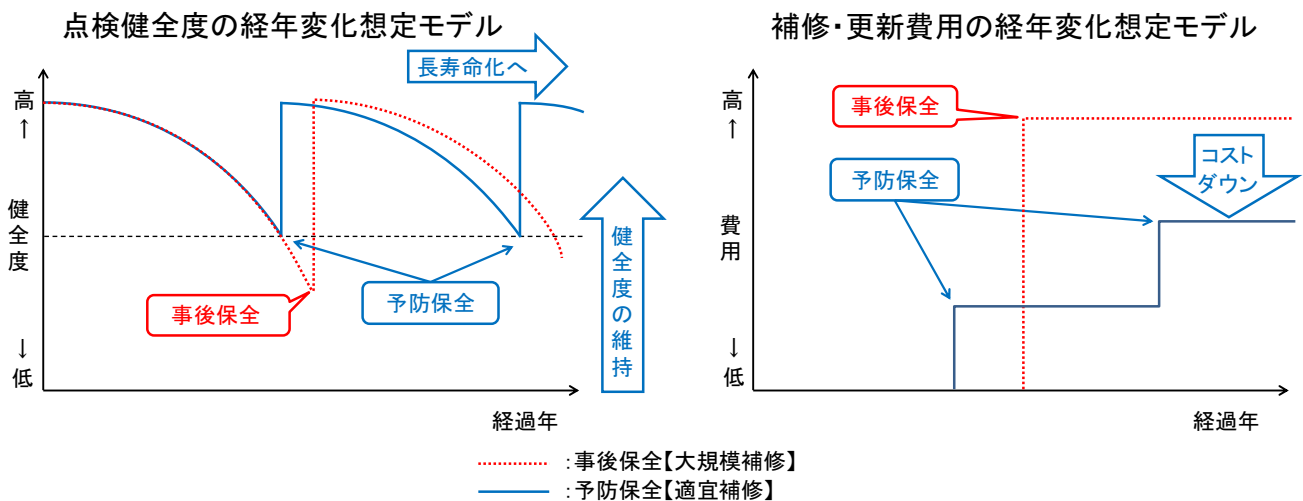 点検健全度の経年変化想定モデル
高
↑
健全度
↓
低
長寿命化へ
事後保全
予防保全
健全度の維持
経過年
補修・更新費用の経年変化想定モデル
高
↑
費用
↓
低
事後保全
予防保全
コスト
ダウン
経過年
:事後保全【大規模補修】
:予防保全【適宜補修】